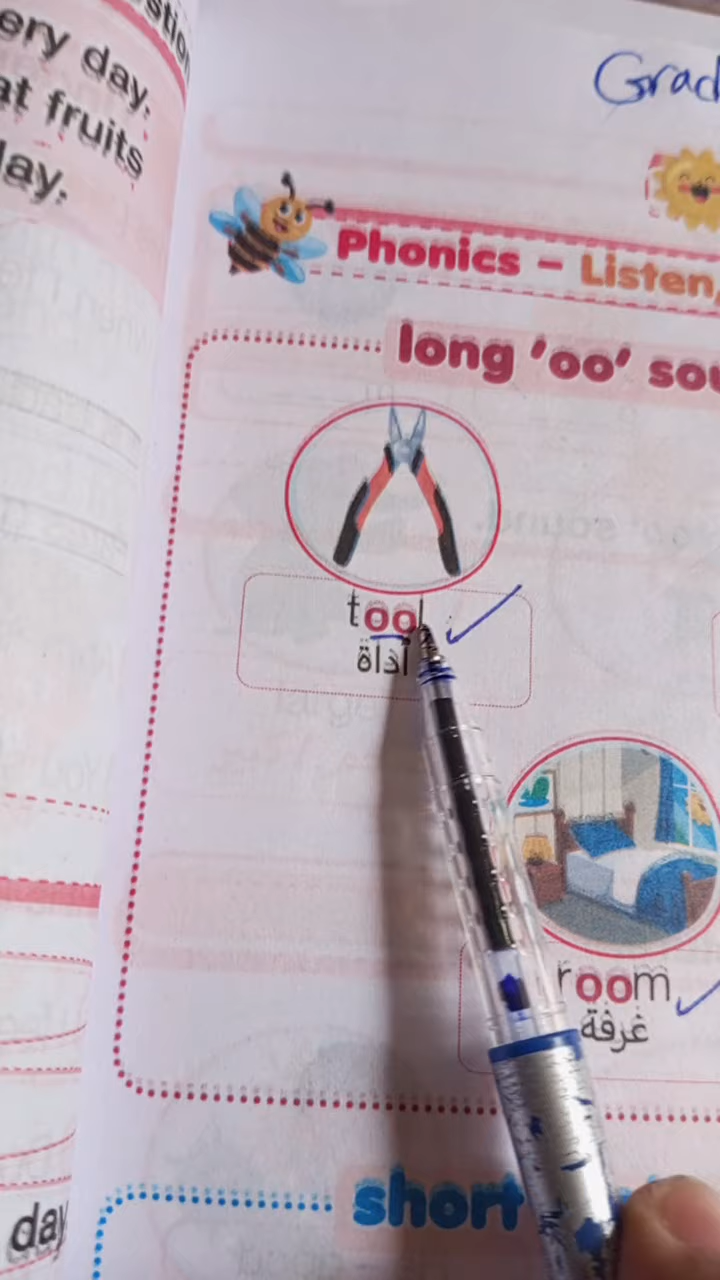 ery day.
at fruits
day.
Grad
Phonics – Listen,
long 'oo' sou
tool
أداة
room
غرفة
short
day